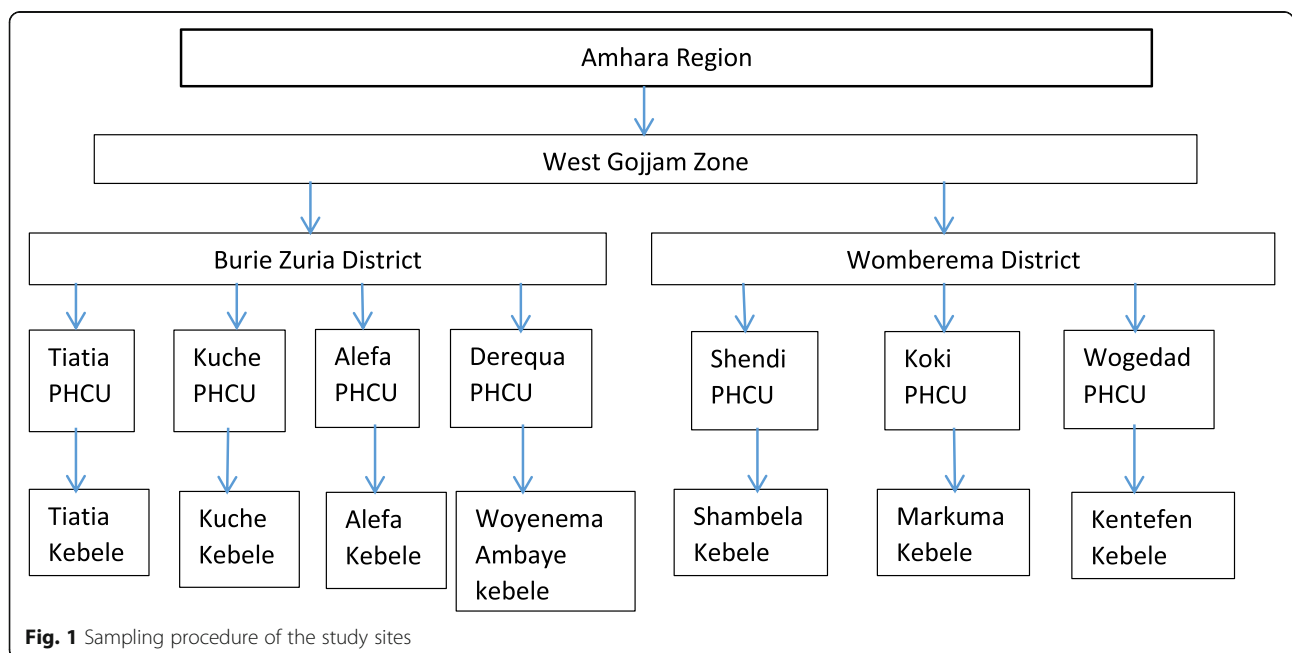 Amhara Region
West Gojjam Zone
Burie Zuria District
Womberema District
Tiatia
PHCU
Kuche
PHCU
Alefa
PHCU
Derequa
PHCU
Shendi
PHCU
Koki
PHCU
Wogedad
PHCU
Tiatia
Kebele
Kuche
Kebele
Alefa
Kebele
Woyenema
Ambaye
kebele
Shambela
Kebele
Markuma
Kebele
Kentefen
Kebele
Fig. 1 Sampling procedure of the study sites